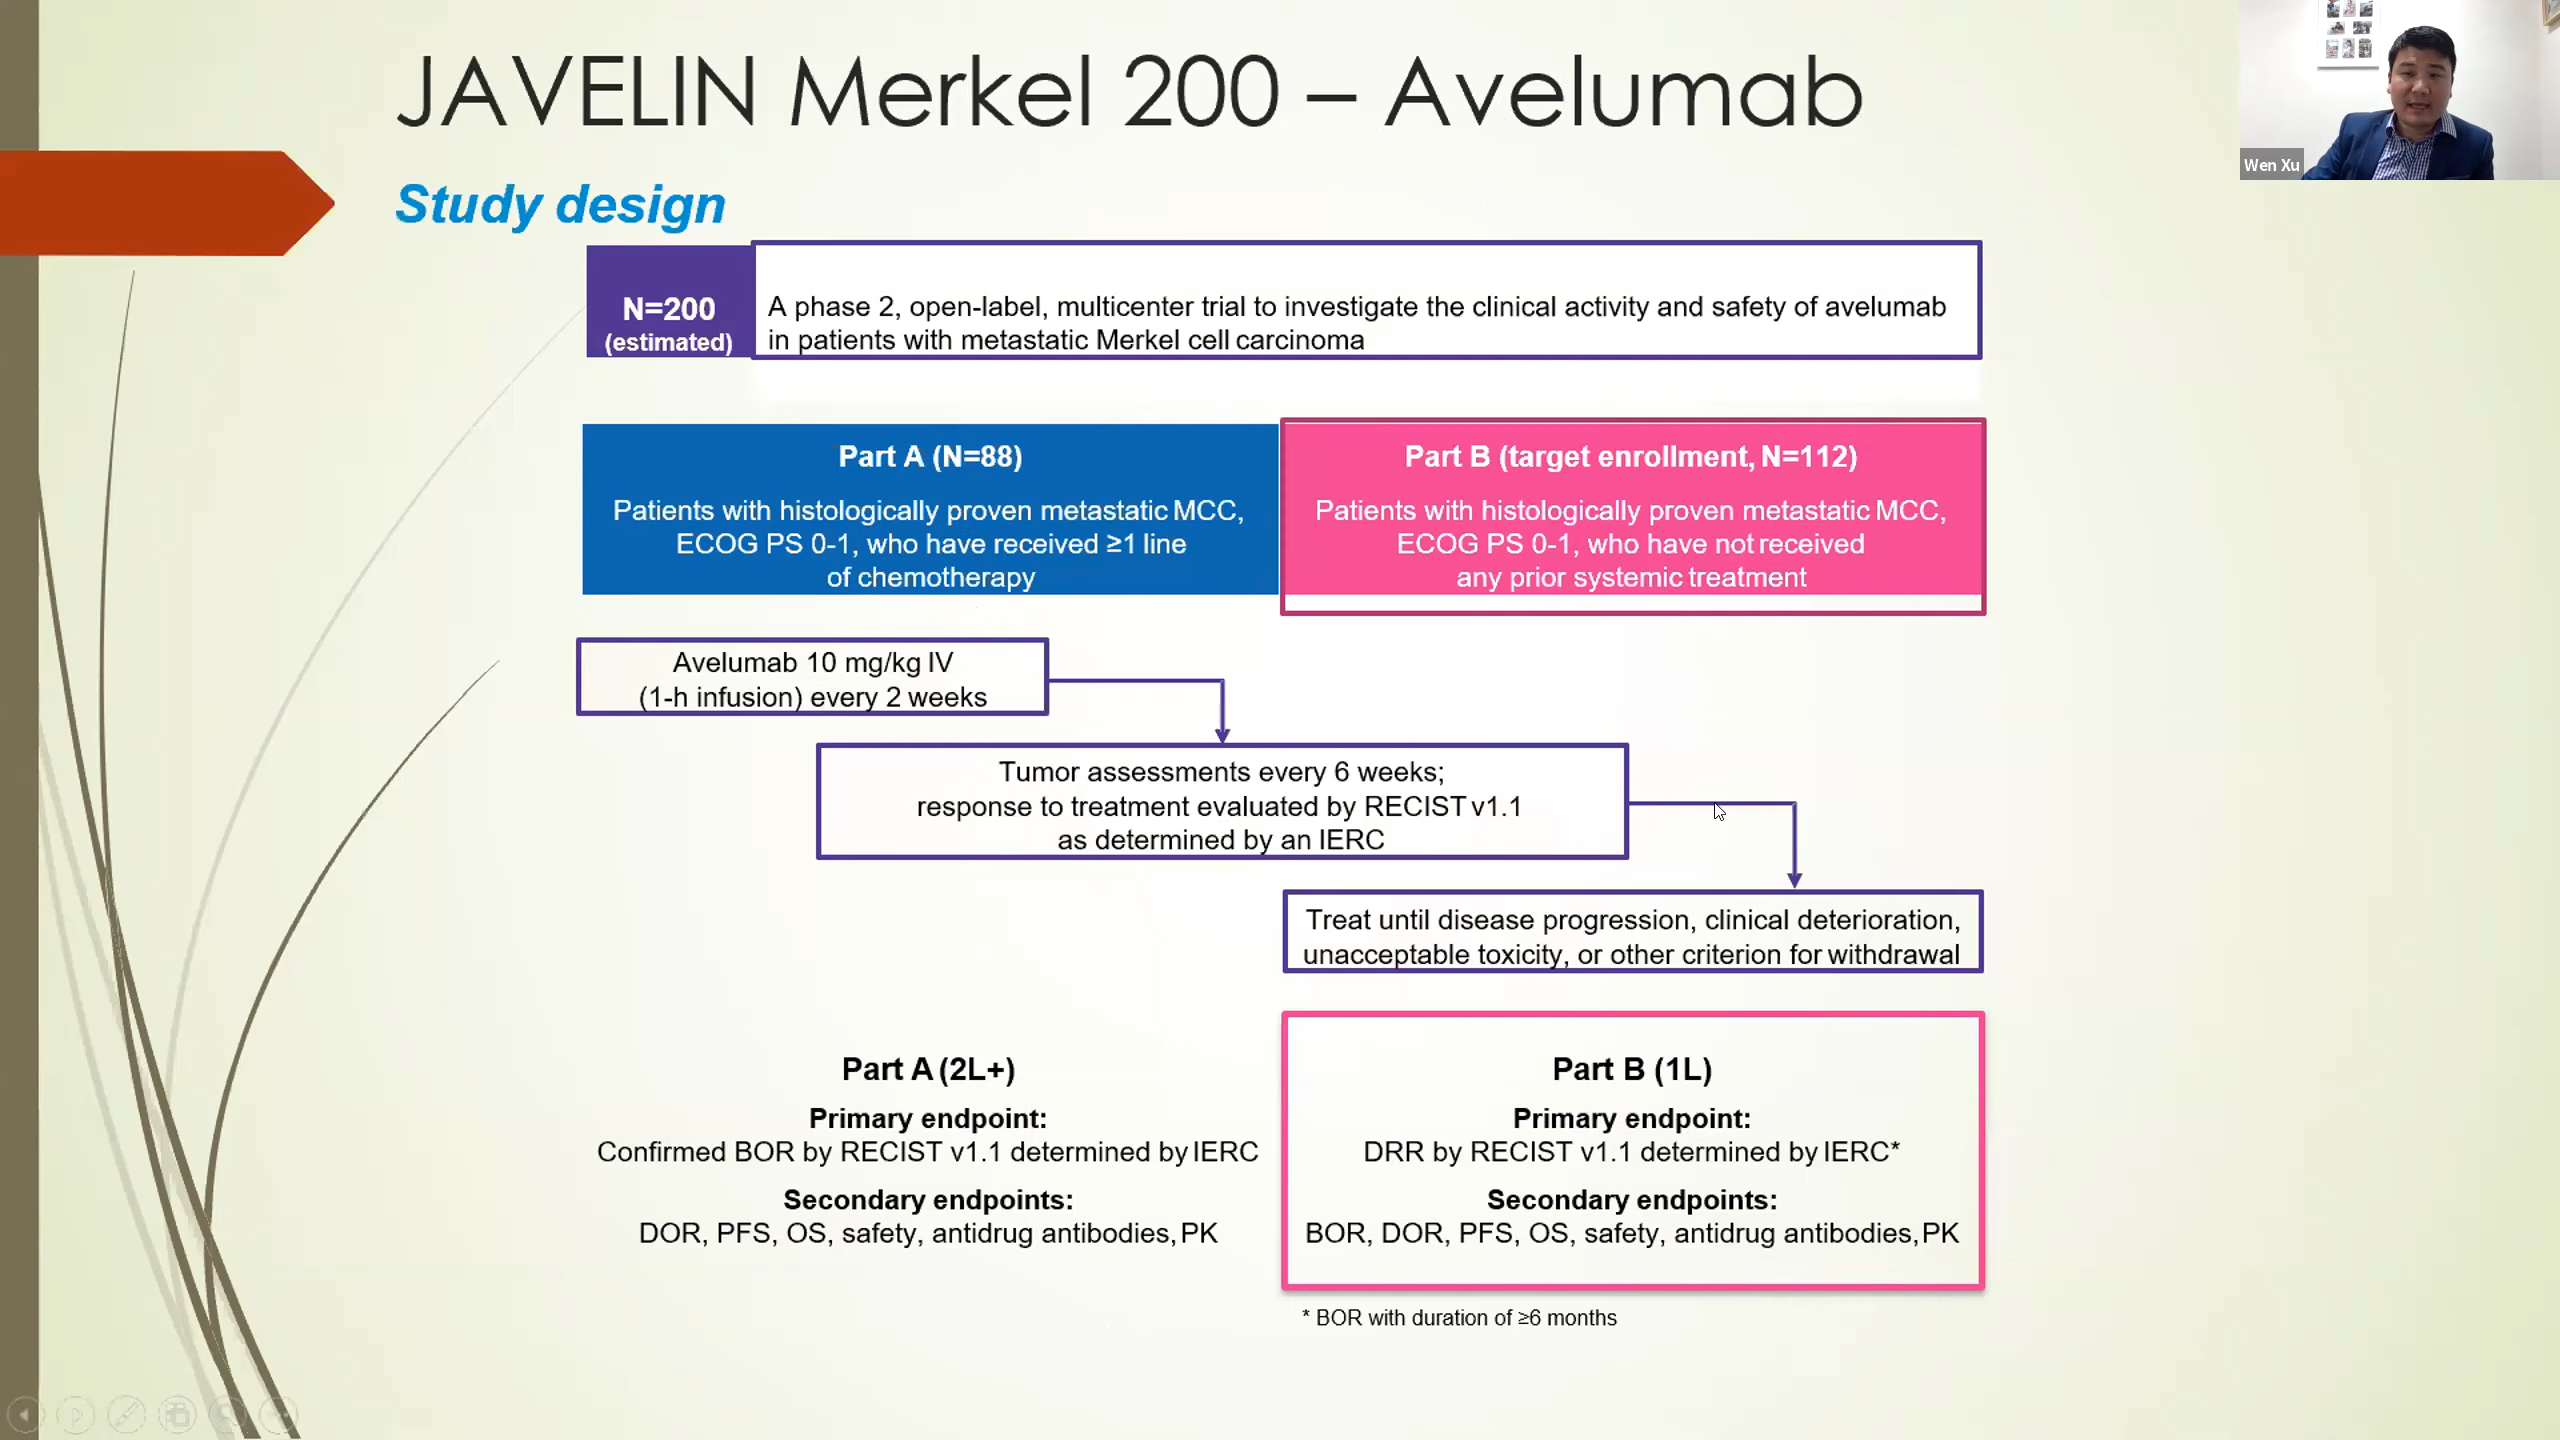 JAVELIN Merkel 200 – Avelumab
Wen Xu
Study design
N=200
(estimated)
A phase 2, open-label, multicenter trial to investigate the clinical activity and safety of avelumab
in patients with metastatic Merkel cell carcinoma
Part A (N=88)
Patients with histologically proven metastatic MCC,
ECOG PS 0-1, who have received ≥1 line
of chemotherapy
Part B (target enrollment, N=112)
Patients with histologically proven metastatic MCC,
ECOG PS 0-1, who have not received
any prior systemic treatment
Avelumab 10 mg/kg IV
(1-h infusion) every 2 weeks
Tumor assessments every 6 weeks;
response to treatment evaluated by RECIST v1.1
as determined by an IERC
Treat until disease progression, clinical deterioration,
unacceptable toxicity, or other criterion for withdrawal
Part A (2L+)
Primary endpoint:
Confirmed BOR by RECIST v1.1 determined by IERC
Secondary endpoints:
DOR, PFS, OS, safety, antidrug antibodies, PK
Part B (1L)
Primary endpoint:
DRR by RECIST v1.1 determined by IERC*
Secondary endpoints:
BOR, DOR, PFS, OS, safety, antidrug antibodies, PK
* BOR with duration of ≥6 months